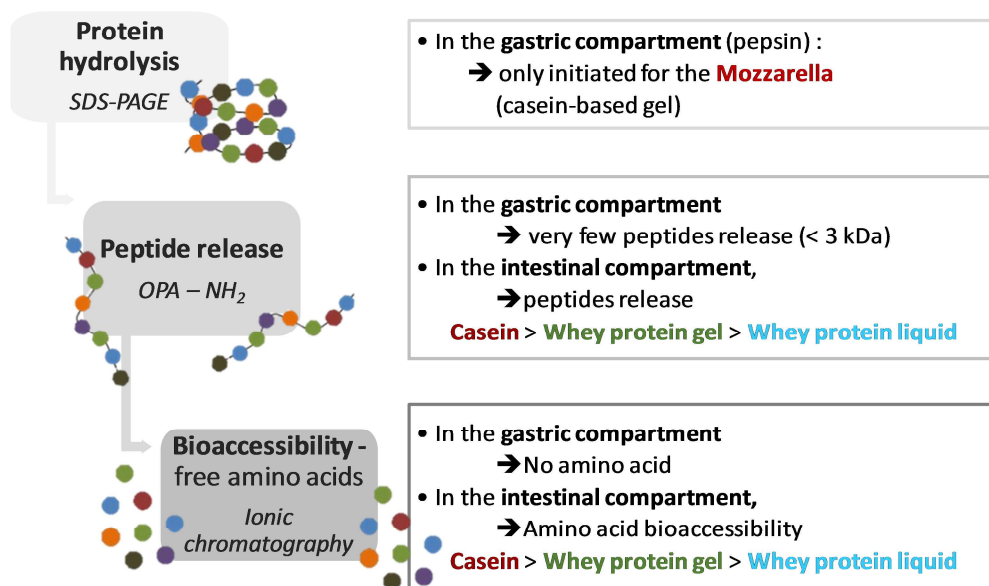 Protein
hydrolysis
SDS-PAGE
• In the gastric compartment (pepsin) :
➔ only initiated for the Mozzarella
(casein-based gel)
Peptide release
OPA – NH₂
• In the gastric compartment
➔ very few peptides release (< 3 kDa)
• In the intestinal compartment,
➔peptides release
Casein > Whey protein gel > Whey protein liquid
Bioaccessibility -
free amino acids
Ionic
chromatography
• In the gastric compartment
➔No amino acid
• In the intestinal compartment,
➔Amino acid bioaccessibility
Casein > Whey protein gel > Whey protein liquid